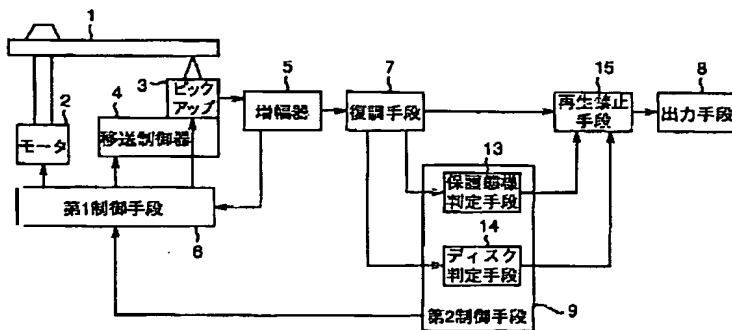 1
2
モータ
3
ピック
アップ
4
移送制御器
第1制御手段
6
5
増幅器
7
復調手段
13
保護処理
判定手段
14
ディスク
判定手段
第2制御手段
9
15
再生禁止
手段
8
出力手段